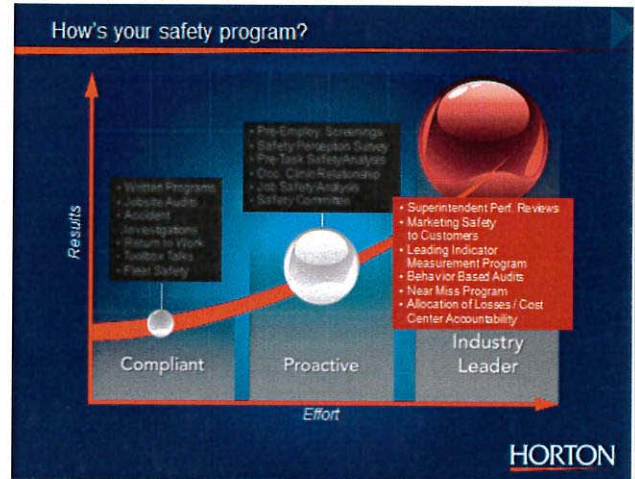 How's your safety program?
Results
• Written Programs
• Jobsite Audits
• Accident
Investigations
• Return to Work
• Toolbox Talks
• Fleet Safety
• Pre-Employ. Screenings
• Safety Perception Survey
• Pre-Task Safety Analysis
• Occ. Clinic Relationship
• Job Safety Analysis
• Safety Committee
• Superintendent Perf. Reviews
• Marketing Safety
to Customers
• Leading Indicator
Measurement Program
• Behavior Based Audits
• Near Miss Program
• Allocation of Losses / Cost
Center Accountability
Compliant
Proactive
Industry
Leader
Effort
HORTON